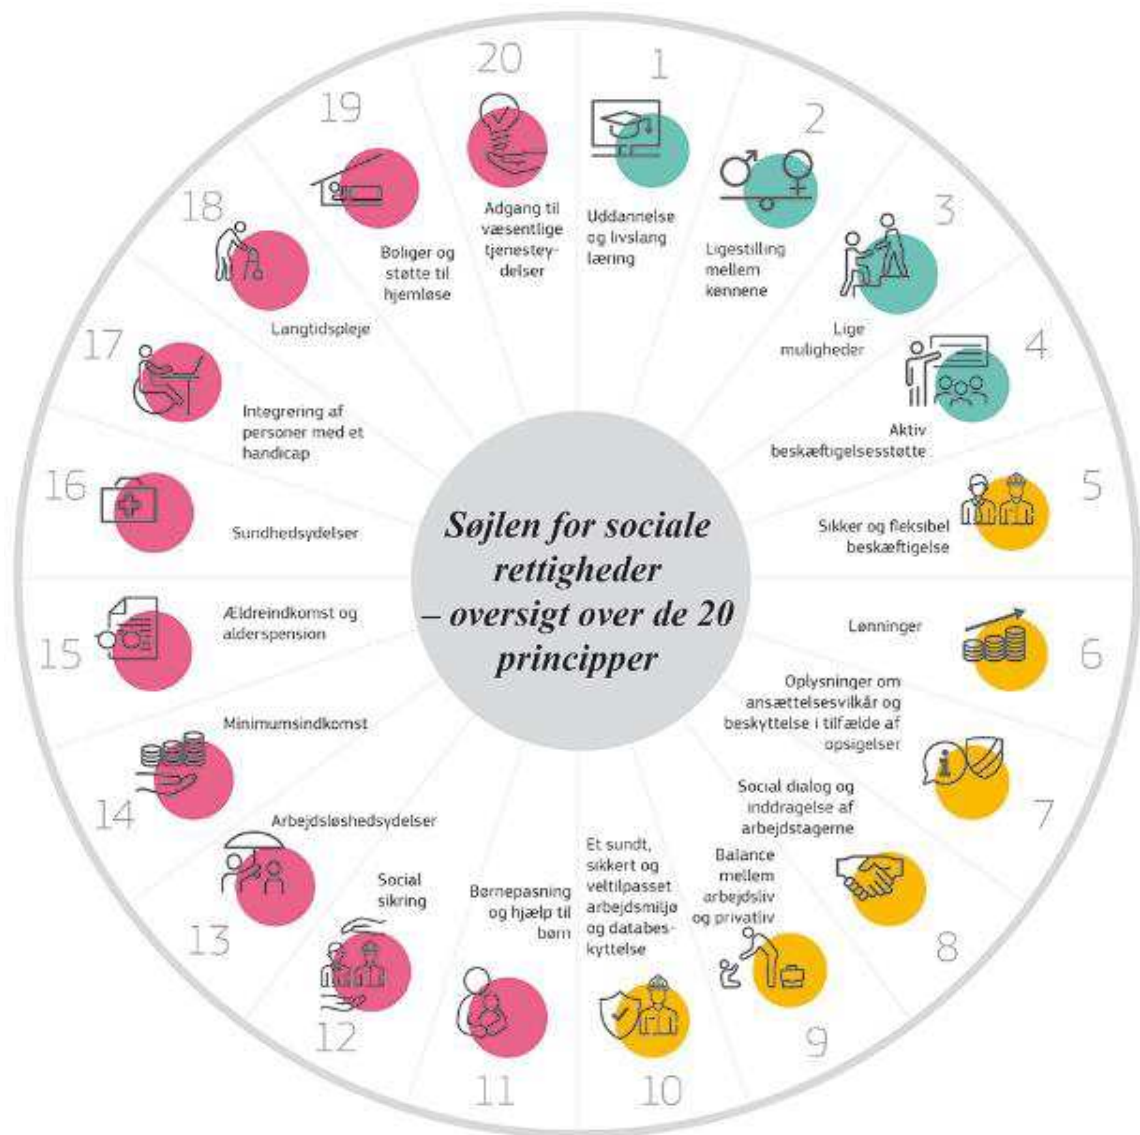 Søjlen for sociale
rettigheder
– oversigt over de 20
principper
1
Uddannelse
og livslang
læring
2
Ligestilling
mellem
kønnene
3
Lige
muligheder
4
Aktiv
beskæftigelsesstøtte
5
Sikker og fleksibel
beskæftigelse
6
Lønninger
7
Oplysninger om
ansættelsesvilkår og
beskyttelse i tilfælde af
opsigelser
8
Social dialog og
inddragelse af
arbejdstagerne
9
Balance
mellem
arbejdsliv
og privatliv
10
Et sundt,
sikkert og
veltilpasset
arbejdsmiljø
og databes-
kyttelse
11
Børnepasning
og hjælp til
børn
12
Social
sikring
13
Arbejdsløshedsydelser
14
Minimumsindkomst
15
Ældreindkomst og
alderspension
16
Sundhedsydelser
17
Integrering af
personer med et
handicap
18
Langtidspleje
19
Boliger og
støtte til
hjemløse
20
Adgang til
væsentlige
tjenestey-
delser